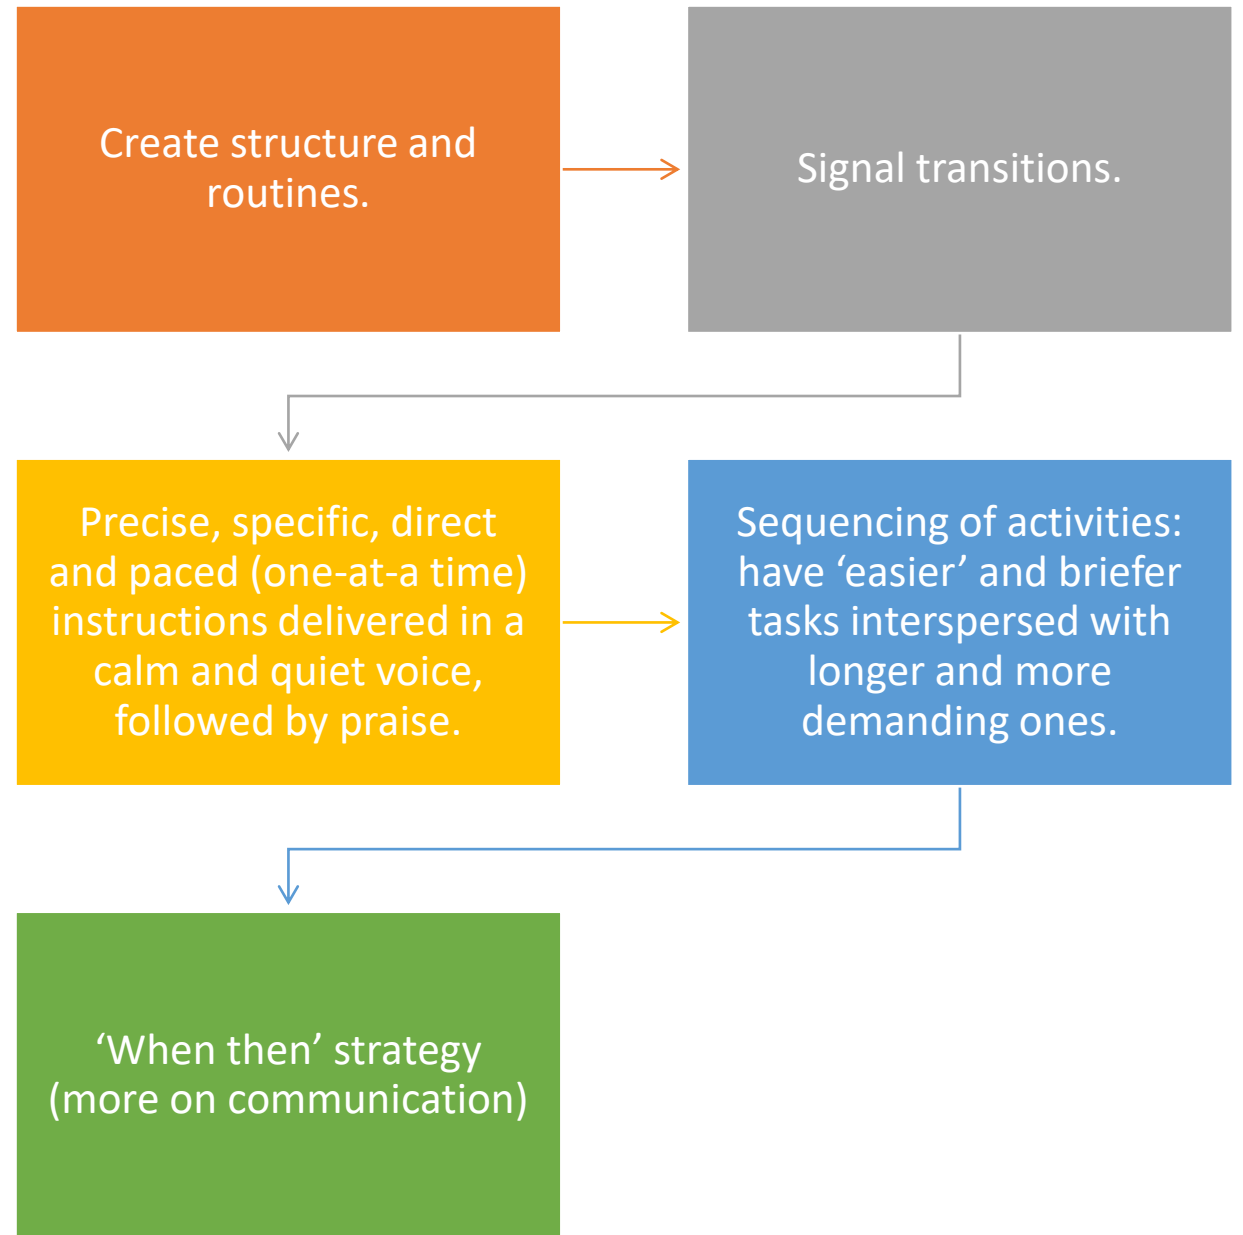 Create structure and
routines.
Signal transitions.
Precise, specific, direct
and paced (one-at-a time)
instructions delivered in a
calm and quiet voice,
followed by praise.
Sequencing of activities:
have ‘easier’ and briefer
tasks interspersed with
longer and more
demanding ones.
‘When then’ strategy
(more on communication)